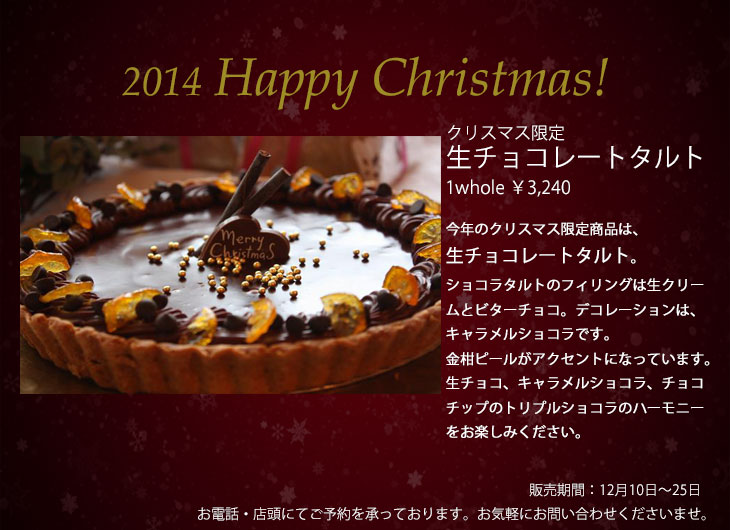 2014 Happy Christmas!
クリスマス限定
生チョコレートタルト
1whole ￥3,240
今年のクリスマス限定商品は、
生チョコレートタルト。
ショコラタルトのフィリングは生クリー
ムとビターチョコ。デコレーションは、
キャラメルショコラです。
金柑ピールがアクセントになっています。
生チョコ、キャラメルショコラ、チョコ
チップのトリプルショコラのハーモニー
をお楽しみください。
Merry
Christmas
販売期間：12月10日～25日
お電話・店頭にてご予約を承っております。お気軽にお問い合わせくださいませ。